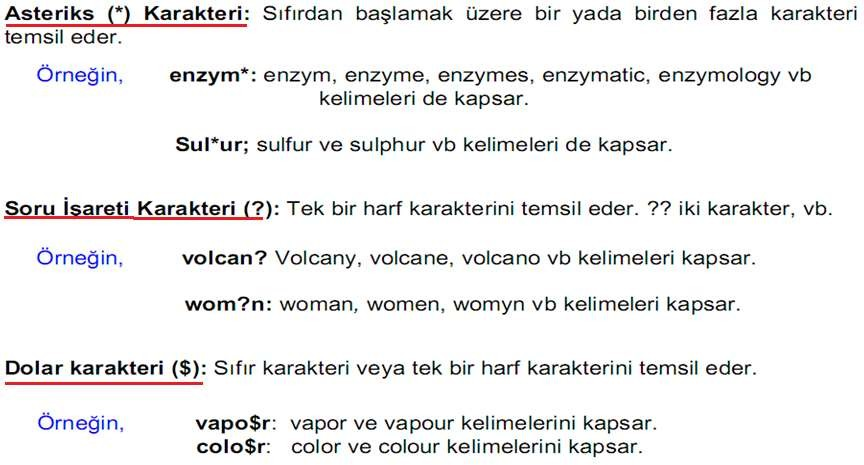 Asteriks (*) Karakteri: Sıfırdan başlamak üzere bir yada birden fazla karakteri
temsil eder.
Örneğin, enzym*: enzym, enzyme, enzymes, enzymatic, enzymology vb
kelimeleri de kapsar.
Sul*ur; sulfur ve sulphur vb kelimeleri de kapsar.
Soru İşareti Karakteri (?): Tek bir harf karakterini temsil eder. ?? iki karakter, vb.
Örneğin, volcan? Volcany, volcane, volcano vb kelimeleri kapsar.
wom?n: woman, women, womyn vb kelimeleri kapsar.
Dolar karakteri ($): Sıfır karakteri veya tek bir harf karakterini temsil eder.
Örneğin, vapo$r: vapor ve vapour kelimelerini kapsar.
colo$r: color ve colour kelimelerini kapsar.